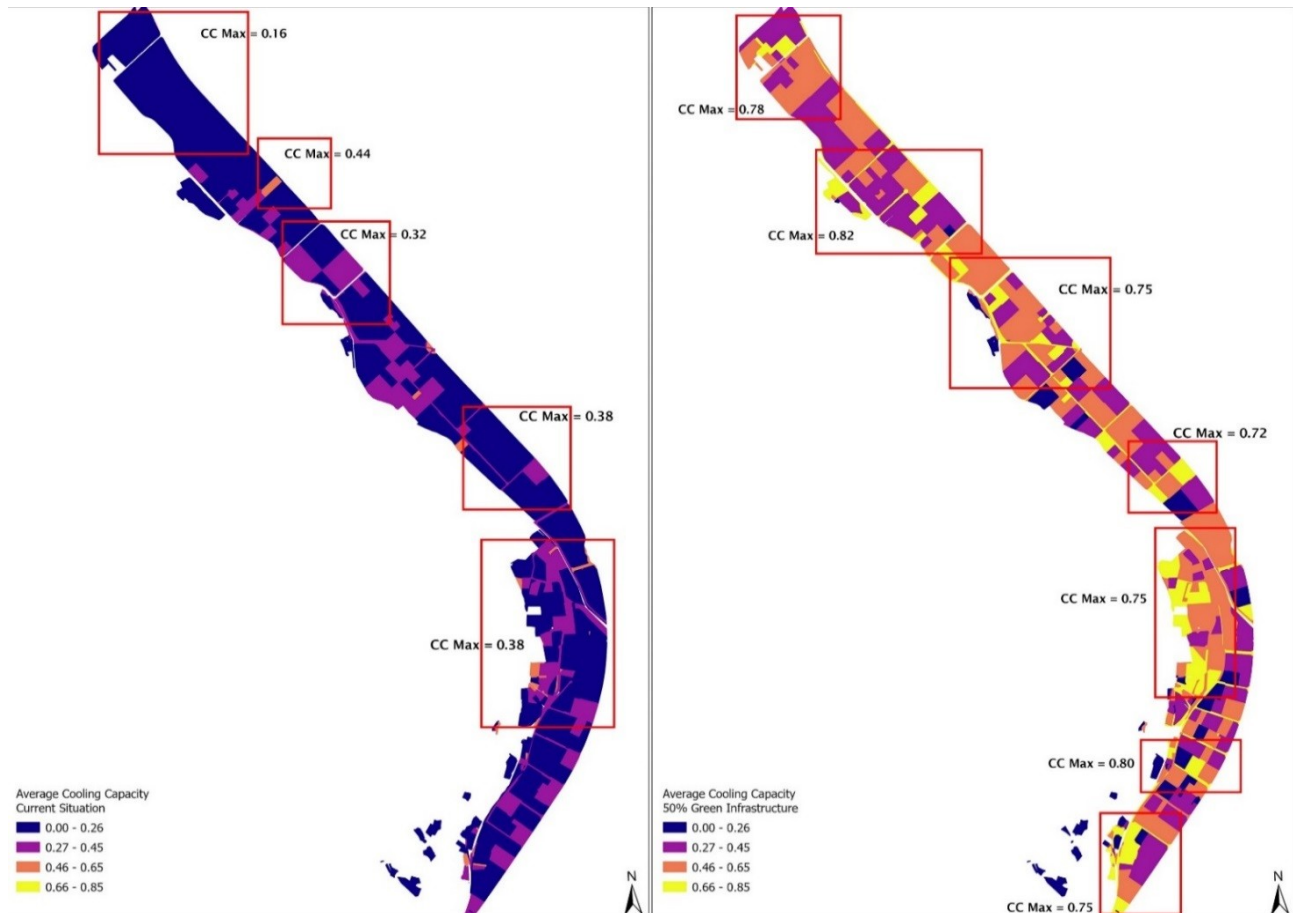 CC Max = 0.16
CC Max = 0.44
CC Max = 0.32
CC Max = 0.38
CC Max = 0.38
Average Cooling Capacity
Current Situation
0.00 - 0.26
0.27 - 0.45
0.46 - 0.65
0.66 - 0.85
N
CC Max = 0.78
CC Max = 0.82
CC Max = 0.75
CC Max = 0.72
CC Max = 0.75
CC Max = 0.80
Average Cooling Capacity
50% Green Infrastructure
0.00 - 0.26
0.27 - 0.45
0.46 - 0.65
0.66 - 0.85
CC Max = 0.75
N